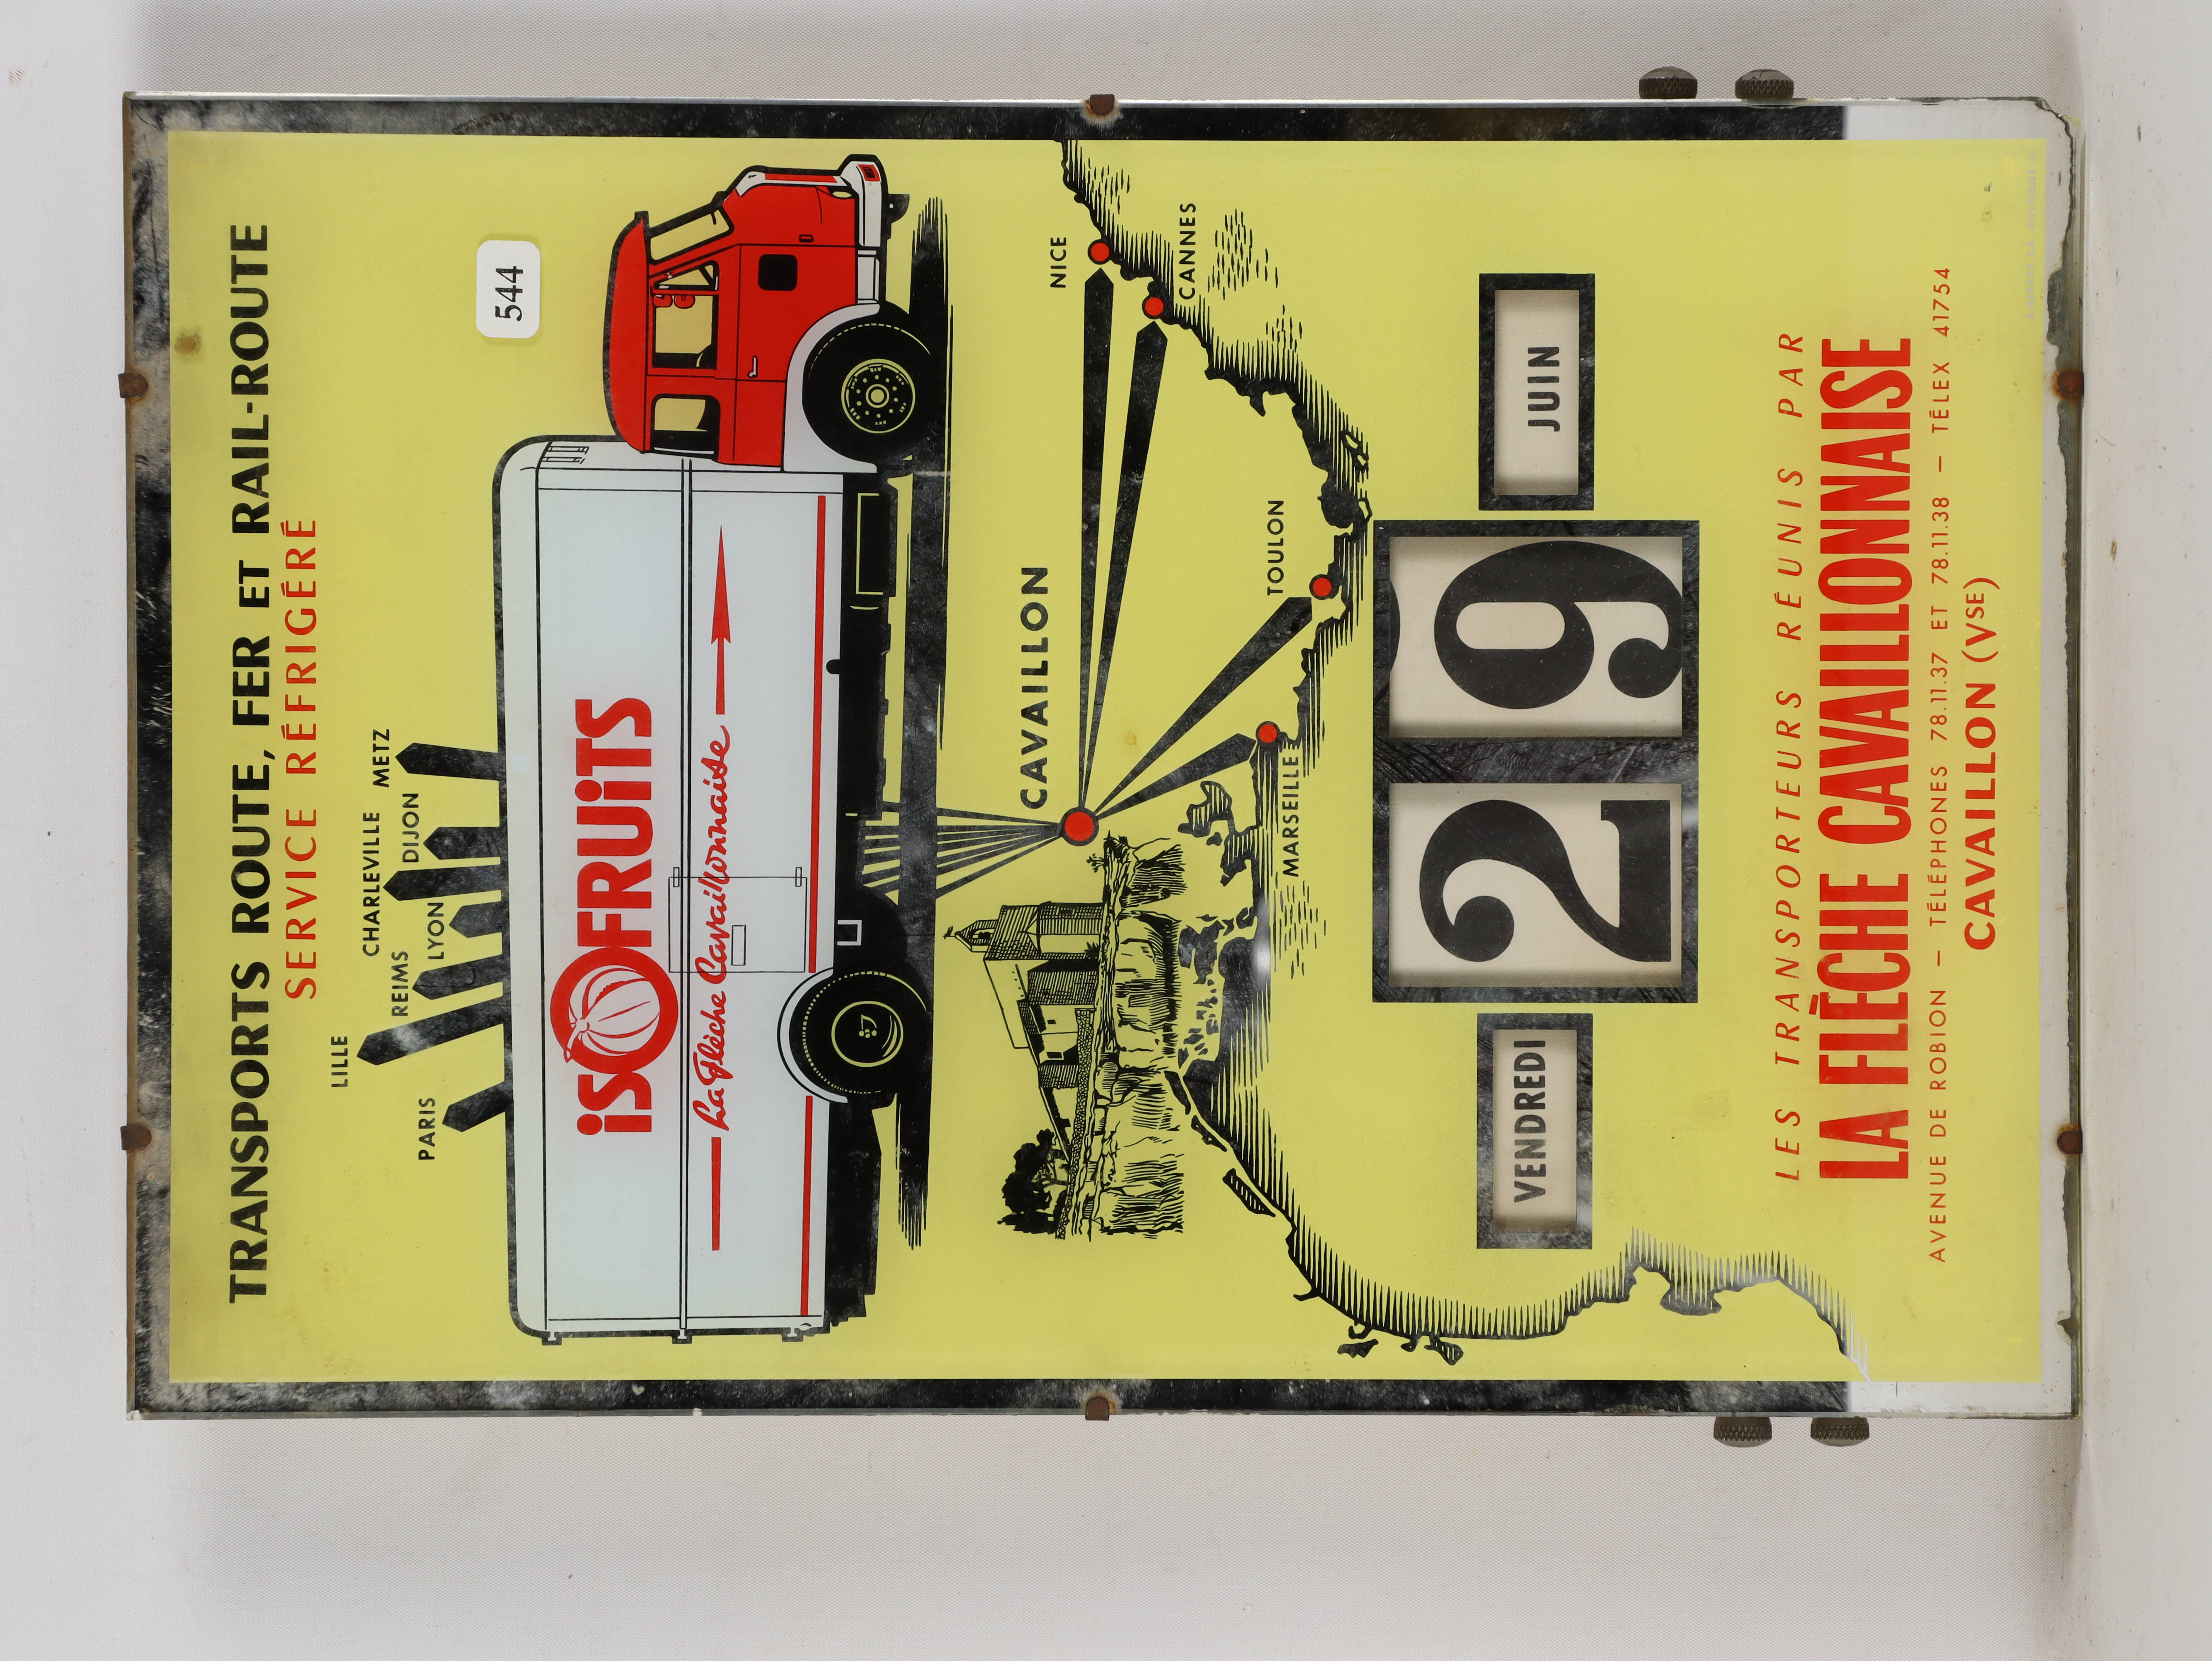 TRANSPORTS ROUTE, FER ET RAIL-ROUTE
SERVICE RÉFRIGÉRÉ
544
LILLE
CHARLEVILLE
METZ
REIMS
DIJON
PARIS
LYON
iSOFRUiTS
La Flèche Cavaillonnaise
CAVAILLON
NICE
CANNES
TOULON
MARSEILLE
VENDREDI
29
JUIN
LES TRANSPORTEURS RÉUNIS PAR
LA FLÈCHE CAVAILLONNAISE
AVENUE DE ROBION — TÉLÉPHONES 78.11.37 ET 78.11.38 — TÉLEX 41754
CAVAILLON (VSE)